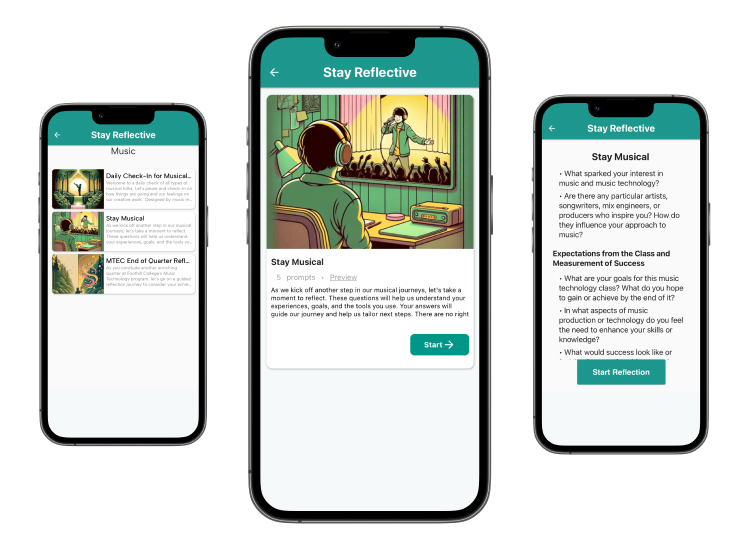 Stay Reflective
Music
Daily Check-In for Musical...
Welcome to a daily check of all types of
musical folks. Let's pause and check-in on
how things are going and our feelings on
our creative work. Designed by music in...
Stay Musical
As we kick off another step in our musical
journeys, let's take a moment to reflect.
These questions will help us understand
your experiences, goals, and the tools yo...
MTEC End of Quarter Refl...
As you conclude another enriching
quarter at Foothill College's Music
Technology program, let's go on a guided
reflection journey to consider your achie...
Stay Reflective
Stay Musical
5 prompts • Preview
As we kick off another step in our musical journeys, let's take a
moment to reflect. These questions will help us understand your
experiences, goals, and the tools you use. Your answers will
guide our journey and help us tailor next steps. There are no right
Start →
Stay Reflective
Stay Musical
• What sparked your interest in
music and music technology?
• Are there any particular artists,
songwriters, mix engineers, or
producers who inspire you? How do
they influence your approach to
music?
Expectations from the Class and
Measurement of Success
• What are your goals for this music
technology class? What do you hope
to gain or achieve by the end of it?
• In what aspects of music
production or technology do you feel
the need to enhance your skills or
knowledge?
• What would success look like or
Start Reflection